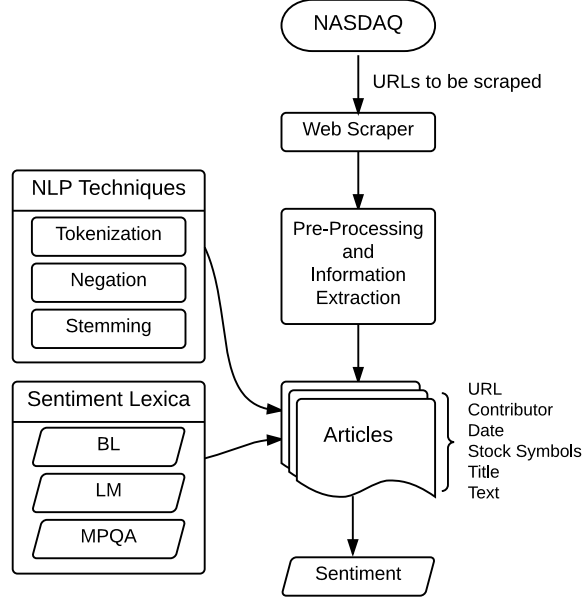 NASDAQ
URLs to be scraped
Web Scraper
Pre-Processing
and
Information
Extraction
NLP Techniques
Tokenization
Negation
Stemming
Sentiment Lexica
BL
LM
MPQA
Articles
URL
Contributor
Date
Stock Symbols
Title
Text
Sentiment